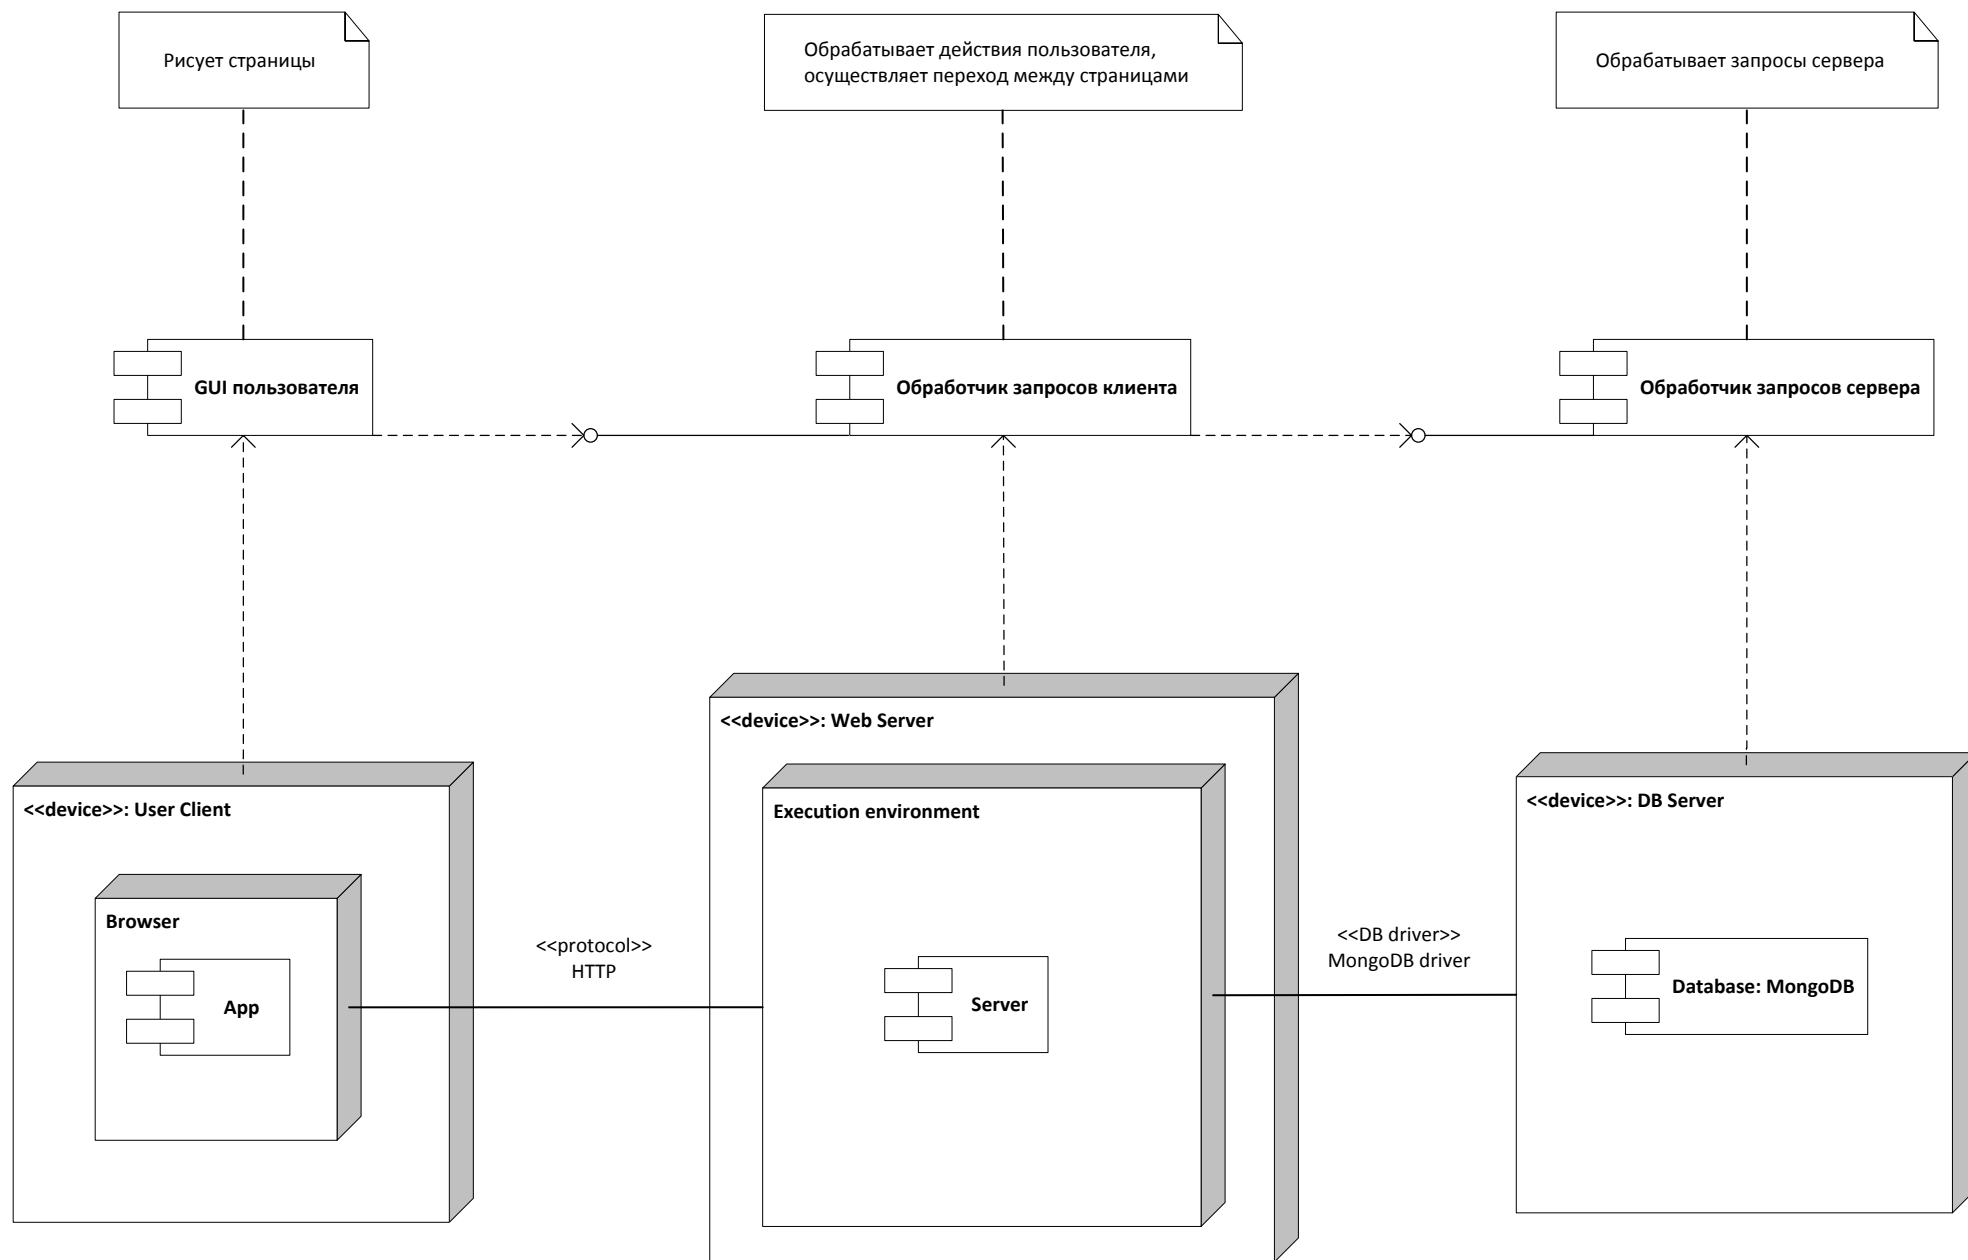 Рисует страницы
Обрабатывает действия пользователя,
осуществляет переход между страницами
Обрабатывает запросы сервера
GUI пользователя
Обработчик запросов клиента
Обработчик запросов сервера
<<device>>: User Client
Browser
App
<<protocol>>
HTTP
<<device>>: Web Server
Execution environment
Server
<<DB driver>>
MongoDB driver
<<device>>: DB Server
Database: MongoDB